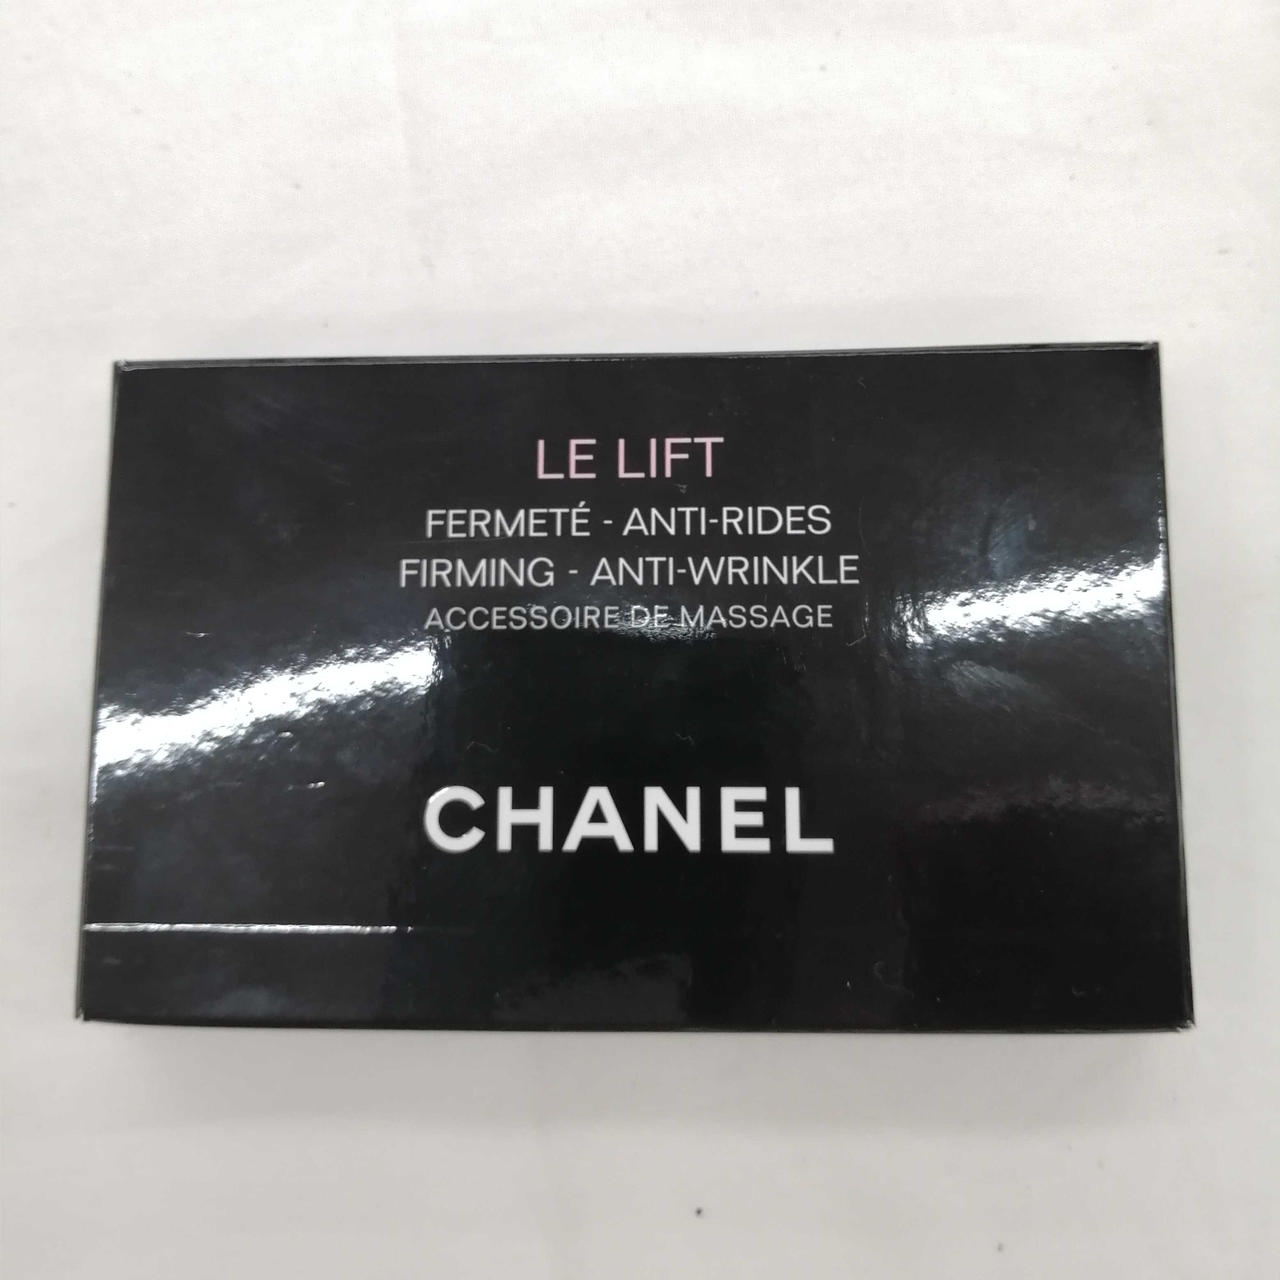 LE LIFT
FERMETÉ - ANTI-RIDES
FIRMING - ANTI-WRINKLE
ACCESSOIRE DE MASSAGE
CHANEL